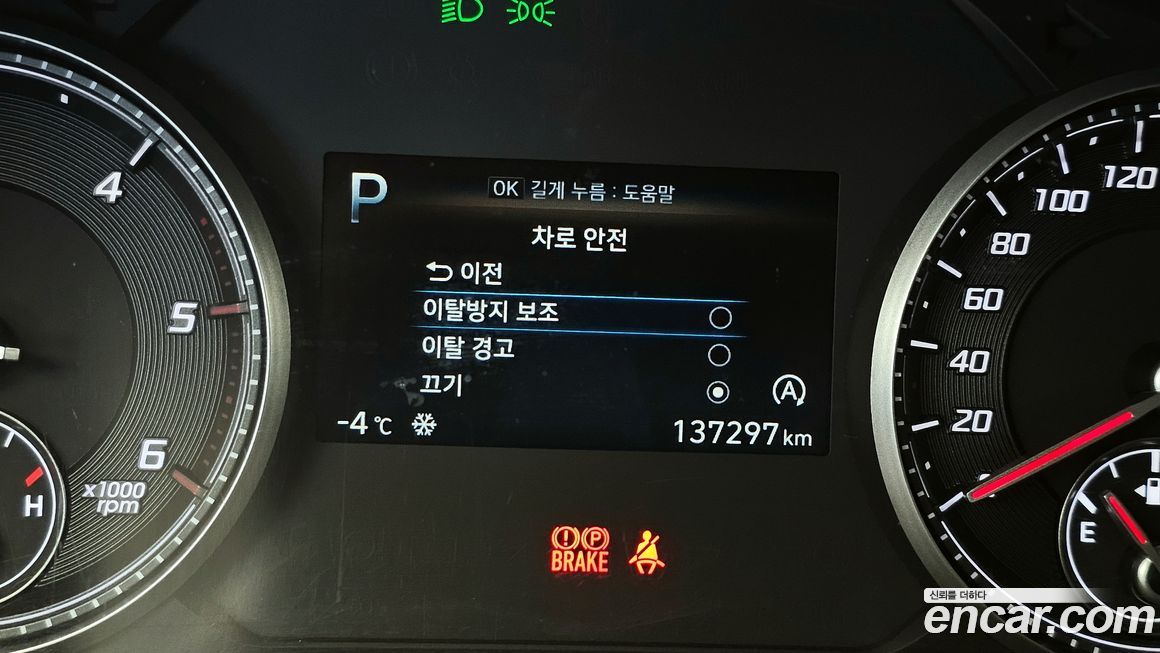 P
OK 길게 누름 : 도움말
차로 안전
이전
이탈방지 보조
이탈 경고
끄기
A
-4 ℃
137297 km
4
5
6
x1000
rpm
H
120
100
80
60
40
20
E
P
BRAKE
신뢰를 더하다
encar.com